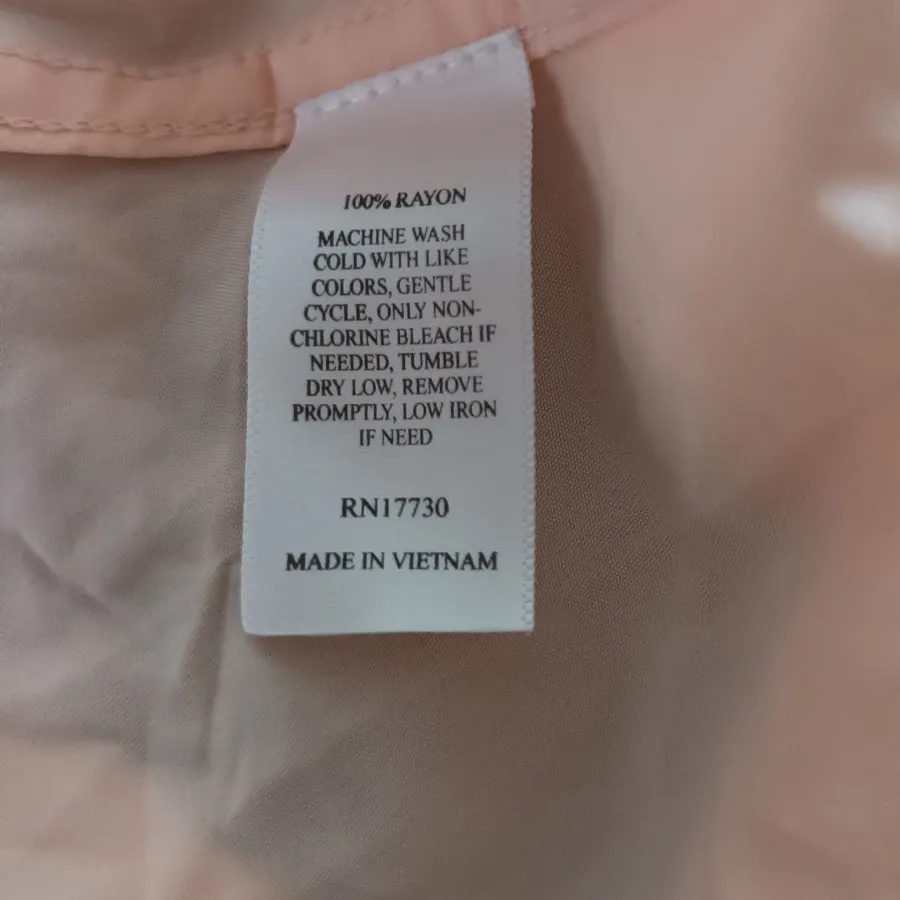 100% RAYON
MACHINE WASH
COLD WITH LIKE
COLORS, GENTLE
CYCLE, ONLY NON-
CHLORINE BLEACH IF
NEEDED, TUMBLE
DRY LOW, REMOVE
PROMPTLY, LOW IRON
IF NEED
RN17730
MADE IN VIETNAM